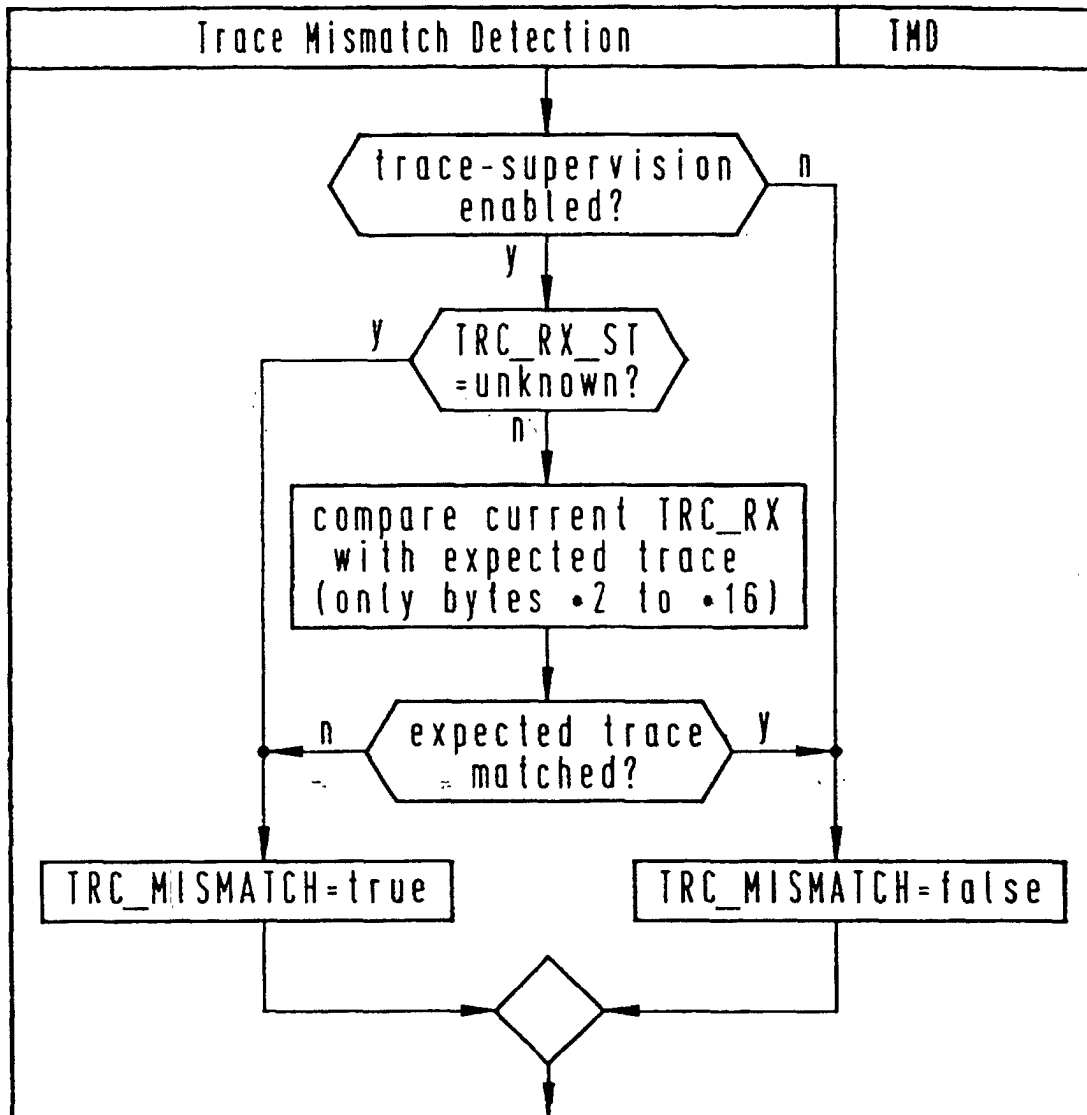 Trace Mismatch Detection
TMD
trace-supervision
enabled?
n
y
y
TRC_RX_ST
=unknown?
n
compare current TRC_RX
with expected trace
(only bytes •2 to •16)
n
expected trace
matched?
y
TRC_MISMATCH=true
TRC_MISMATCH=false